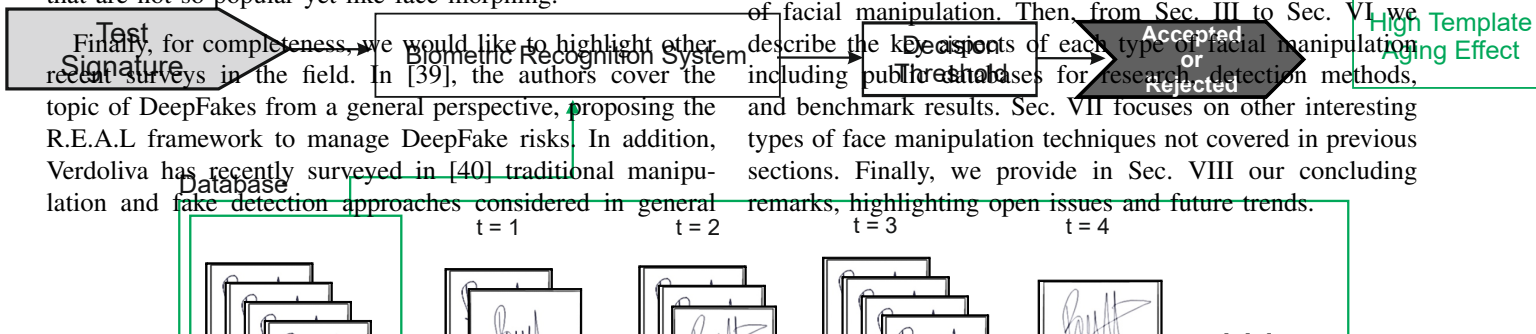 that are not so popular yet like face morphing.
Finally, for completeness, we would like to highlight other
recent surveys in the field. In [39], the authors cover the
topic of DeepFakes from a general perspective, proposing the
R.E.A.L framework to manage DeepFake risks. In addition,
Verdoliva has recently surveyed in [40] traditional manipu-
lation and fake detection approaches considered in general
of facial manipulation. Then, from Sec. III to Sec. VI we
describe the key aspects of each type of facial manipulation
including public databases for research, detection methods,
and benchmark results. Sec. VII focuses on other interesting
types of face manipulation techniques not covered in previous
sections. Finally, we provide in Sec. VIII our concluding
remarks, highlighting open issues and future trends.
Test
Signature
Biometric Recognition System
Decision
Threshold
Accepted
or
Rejected
High Template
Aging Effect
Database
t = 1
t = 2
t = 3
t = 4